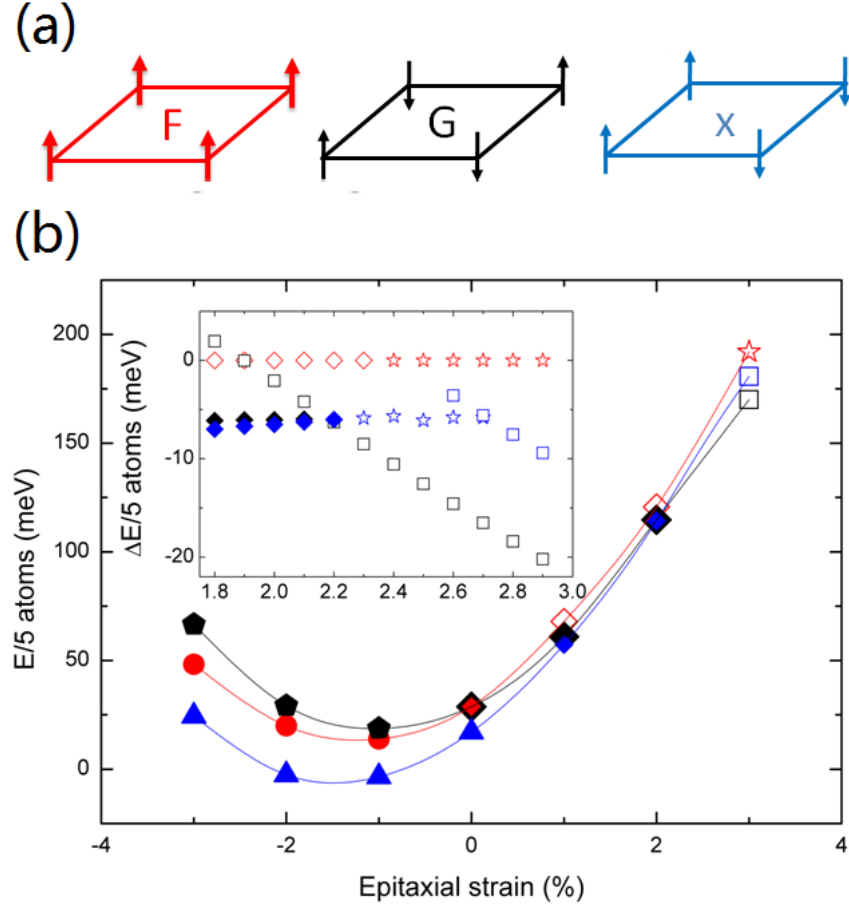 (a)
F
G
X
(b)
E/5 atoms (meV)
200
150
100
50
0
-4
-2
0
2
4
Epitaxial strain (%)
ΔE/5 atoms (meV)
0
-10
-20
1.8
2.0
2.2
2.4
2.6
2.8
3.0